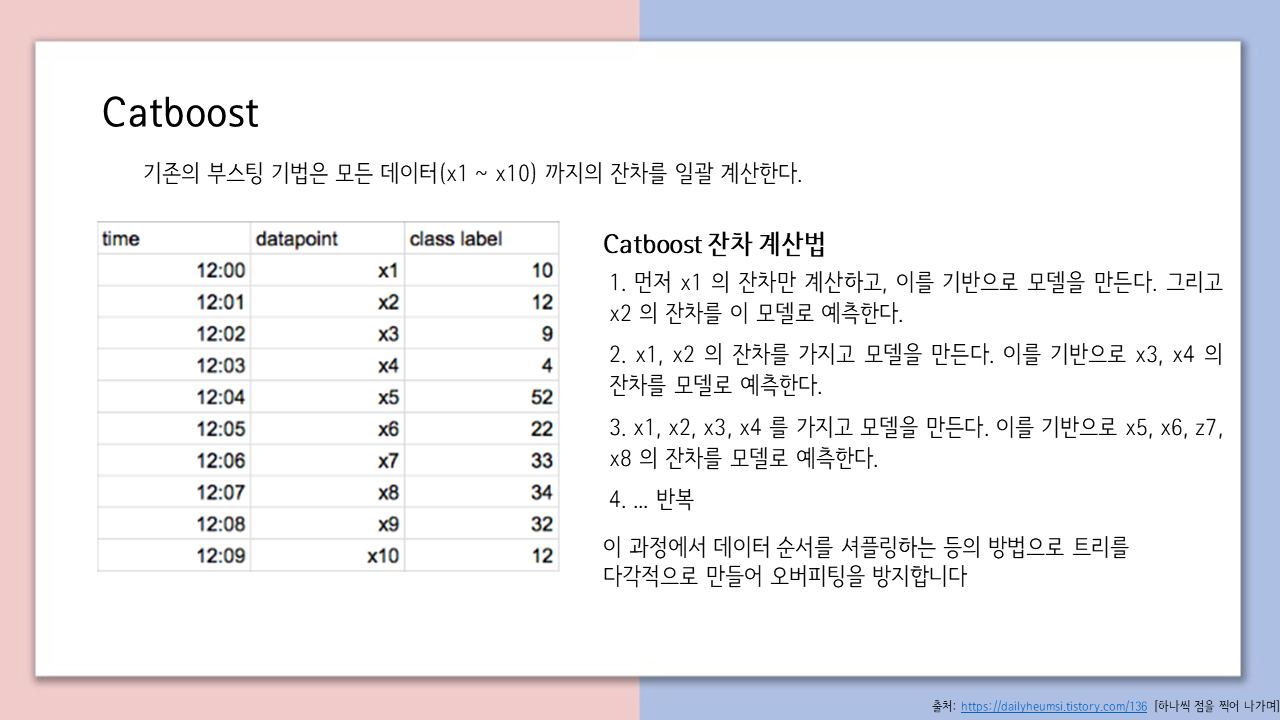 Catboost
기존의 부스팅 기법은 모든 데이터(x1 ~ x10) 까지의 잔차를 일괄 계산한다.
time datapoint class label
12:00 x1 10
12:01 x2 12
12:02 x3 9
12:03 x4 4
12:04 x5 52
12:05 x6 22
12:06 x7 33
12:07 x8 34
12:08 x9 32
12:09 x10 12
Catboost 잔차 계산법
1. 먼저 x1 의 잔차만 계산하고, 이를 기반으로 모델을 만든다. 그리고
x2 의 잔차를 이 모델로 예측한다.
2. x1, x2 의 잔차를 가지고 모델을 만든다. 이를 기반으로 x3, x4 의
잔차를 모델로 예측한다.
3. x1, x2, x3, x4 를 가지고 모델을 만든다. 이를 기반으로 x5, x6, z7,
x8 의 잔차를 모델로 예측한다.
4. ... 반복
이 과정에서 데이터 순서를 셔플링하는 등의 방법으로 트리를
다각적으로 만들어 오버피팅을 방지합니다
출처: https://dailyheumsi.tistory.com/136 [하나씩 점을 찍어 나가며]